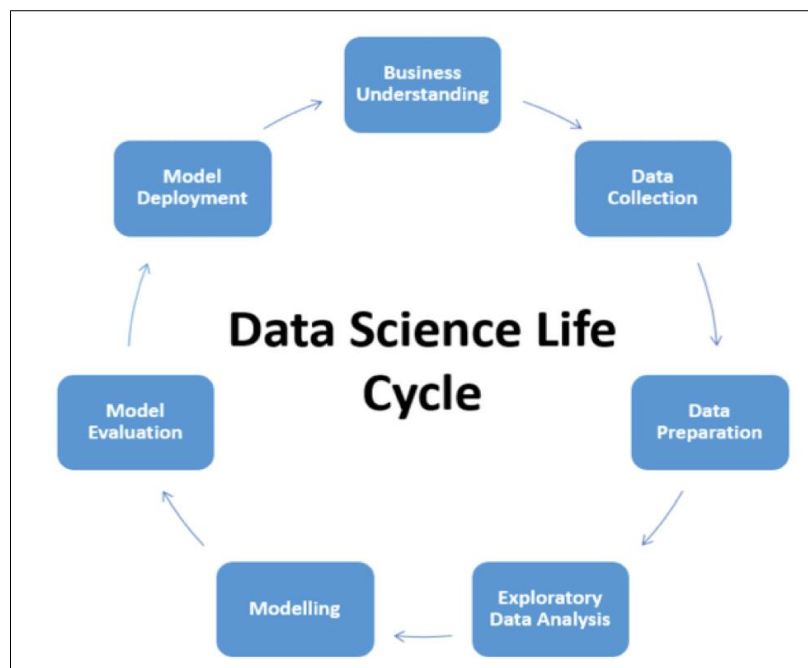 Business
Understanding
Data
Collection
Data
Preparation
Exploratory
Data Analysis
Modelling
Model
Evaluation
Model
Deployment
Data Science Life
Cycle